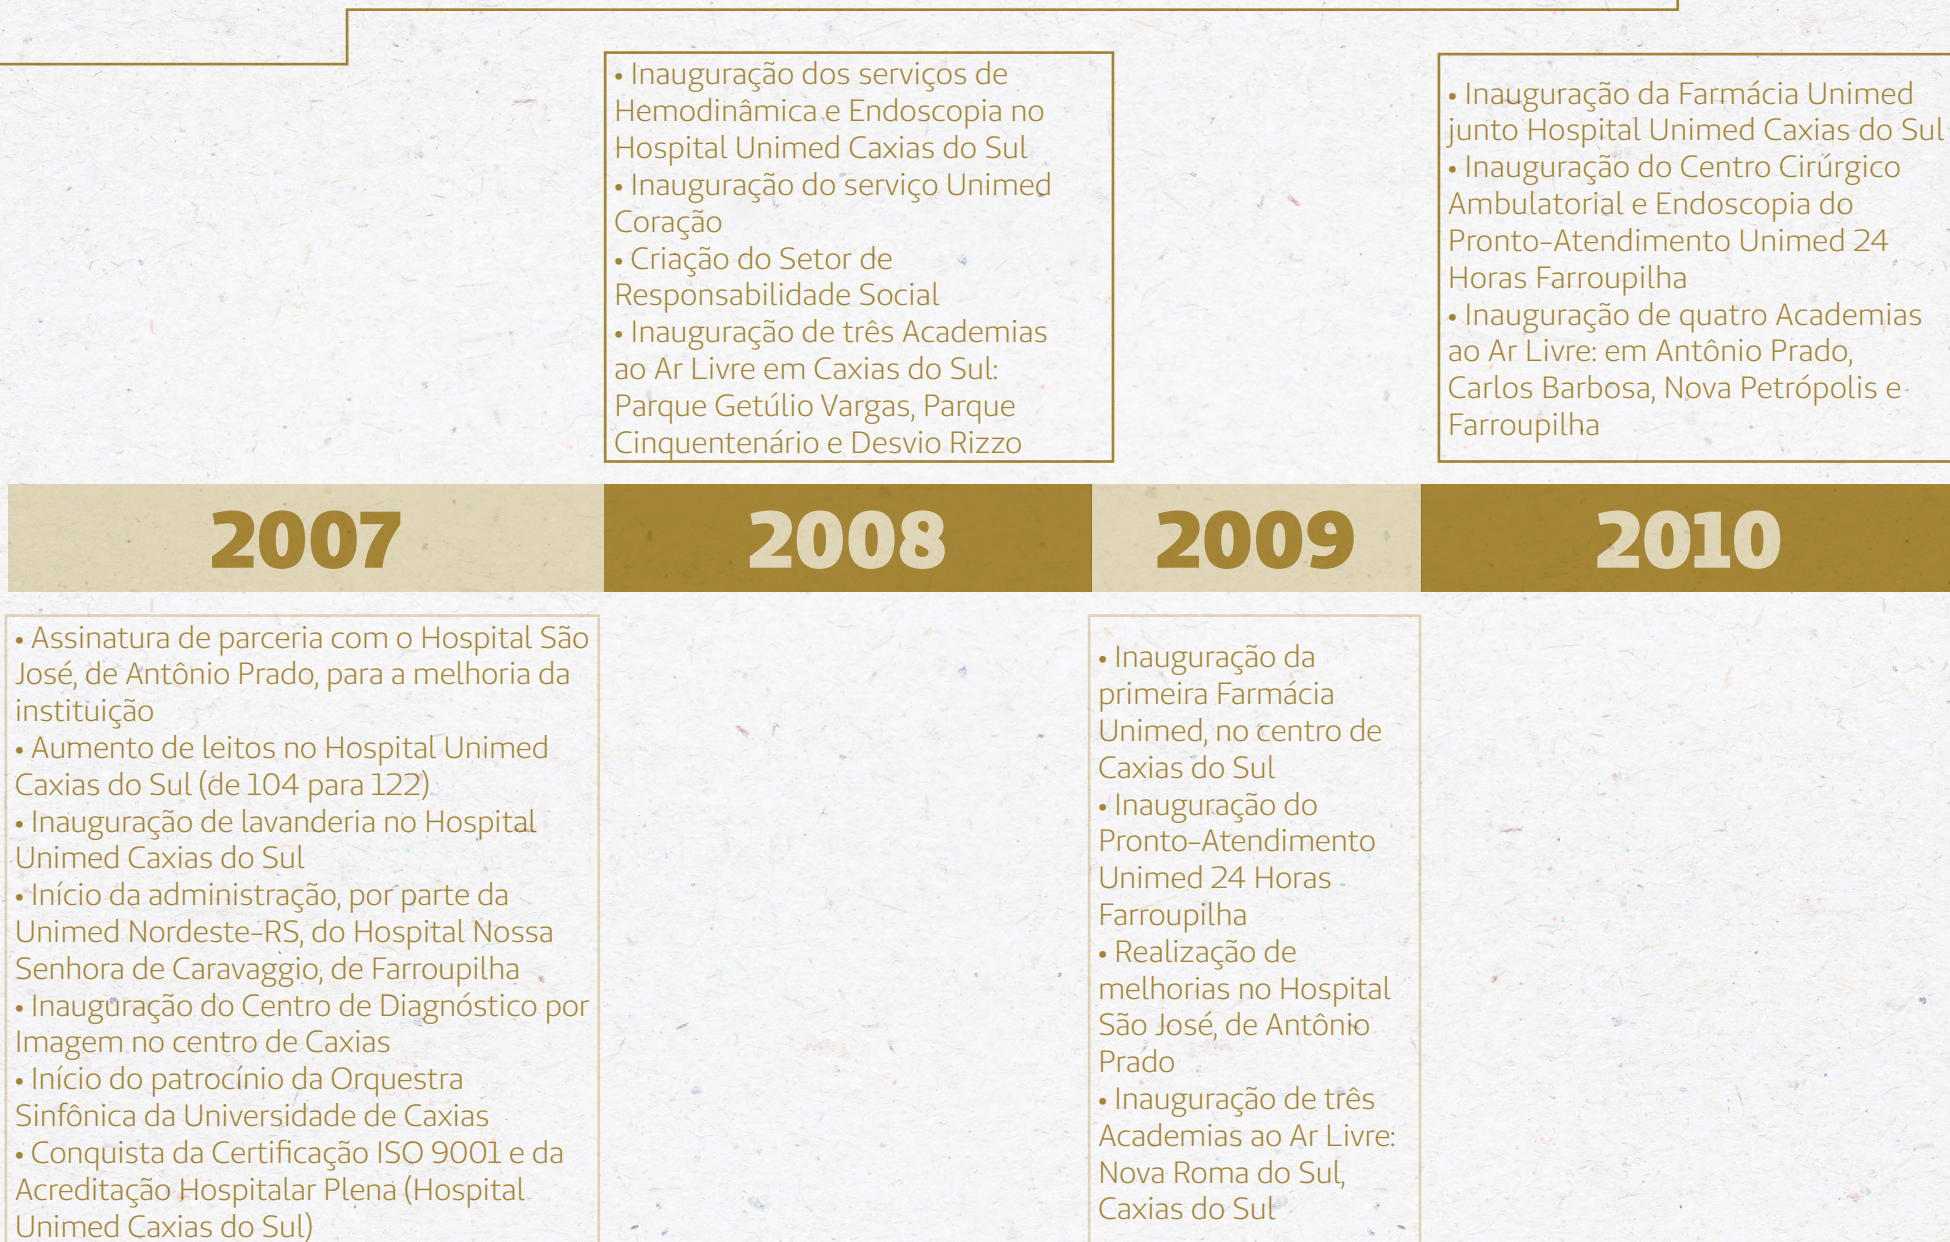 • Inauguração dos serviços de
Hemodinâmica e Endoscopia no
Hospital Unimed Caxias do Sul
• Inauguração do serviço Unimed
Coração
• Criação do Setor de
Responsabilidade Social
• Inauguração de três Academias
ao Ar Livre em Caxias do Sul:
Parque Getúlio Vargas, Parque
Cinquentenário e Desvio Rizzo
• Inauguração da Farmácia Unimed
junto Hospital Unimed Caxias do Sul
• Inauguração do Centro Cirúrgico
Ambulatorial e Endoscopia do
Pronto-Atendimento Unimed 24
Horas Farroupilha
• Inauguração de quatro Academias
ao Ar Livre: em Antônio Prado,
Carlos Barbosa, Nova Petrópolis e
Farroupilha
2007
2008
2009
2010
• Assinatura de parceria com o Hospital São
José, de Antônio Prado, para a melhoria da
instituição
• Aumento de leitos no Hospital Unimed
Caxias do Sul (de 104 para 122)
• Inauguração de lavanderia no Hospital
Unimed Caxias do Sul
• Início da administração, por parte da
Unimed Nordeste-RS, do Hospital Nossa
Senhora de Caravaggio, de Farroupilha
• Inauguração do Centro de Diagnóstico por
Imagem no centro de Caxias
• Início do patrocínio da Orquestra
Sinfônica da Universidade de Caxias
• Conquista da Certificação ISO 9001 e da
Acreditação Hospitalar Plena (Hospital
Unimed Caxias do Sul)
• Inauguração da
primeira Farmácia
Unimed, no centro de
Caxias do Sul
• Inauguração do
Pronto-Atendimento
Unimed 24 Horas
Farroupilha
• Realização de
melhorias no Hospital
São José, de Antônio
Prado
• Inauguração de três
Academias ao Ar Livre:
Nova Roma do Sul,
Caxias do Sul